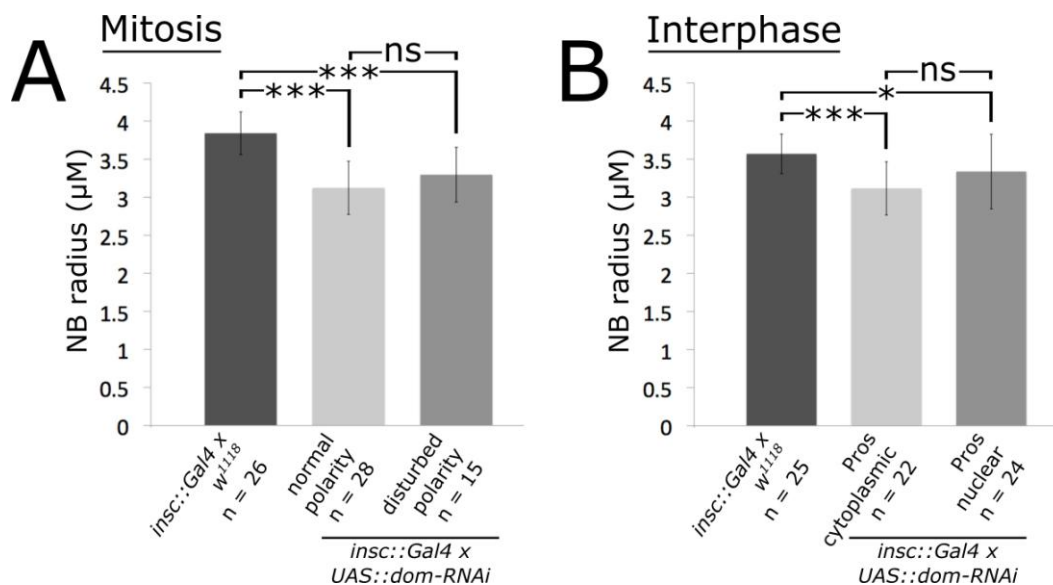 A
Mitosis
ns
***
***
NB radius (µM)
4.5
4
3.5
3
2.5
2
1.5
1
0.5
0
insc::Gal4 x
w1118
n = 26
normal
polarity
n = 28
disturbed
polarity
n = 15
insc::Gal4 x
UAS::dom-RNAi
B
Interphase
ns
*
***
NB radius (µM)
4.5
4
3.5
3
2.5
2
1.5
1
0.5
0
insc::Gal4 x
w1118
n = 25
Pros
cytoplasmic
n = 22
Pros
nuclear
n = 24
insc::Gal4 x
UAS::dom-RNAi